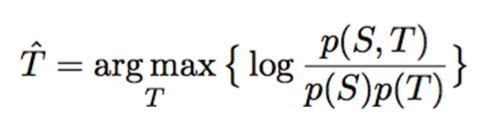 T̂ = arg max_T { log p(S, T) / p(S)p(T) }